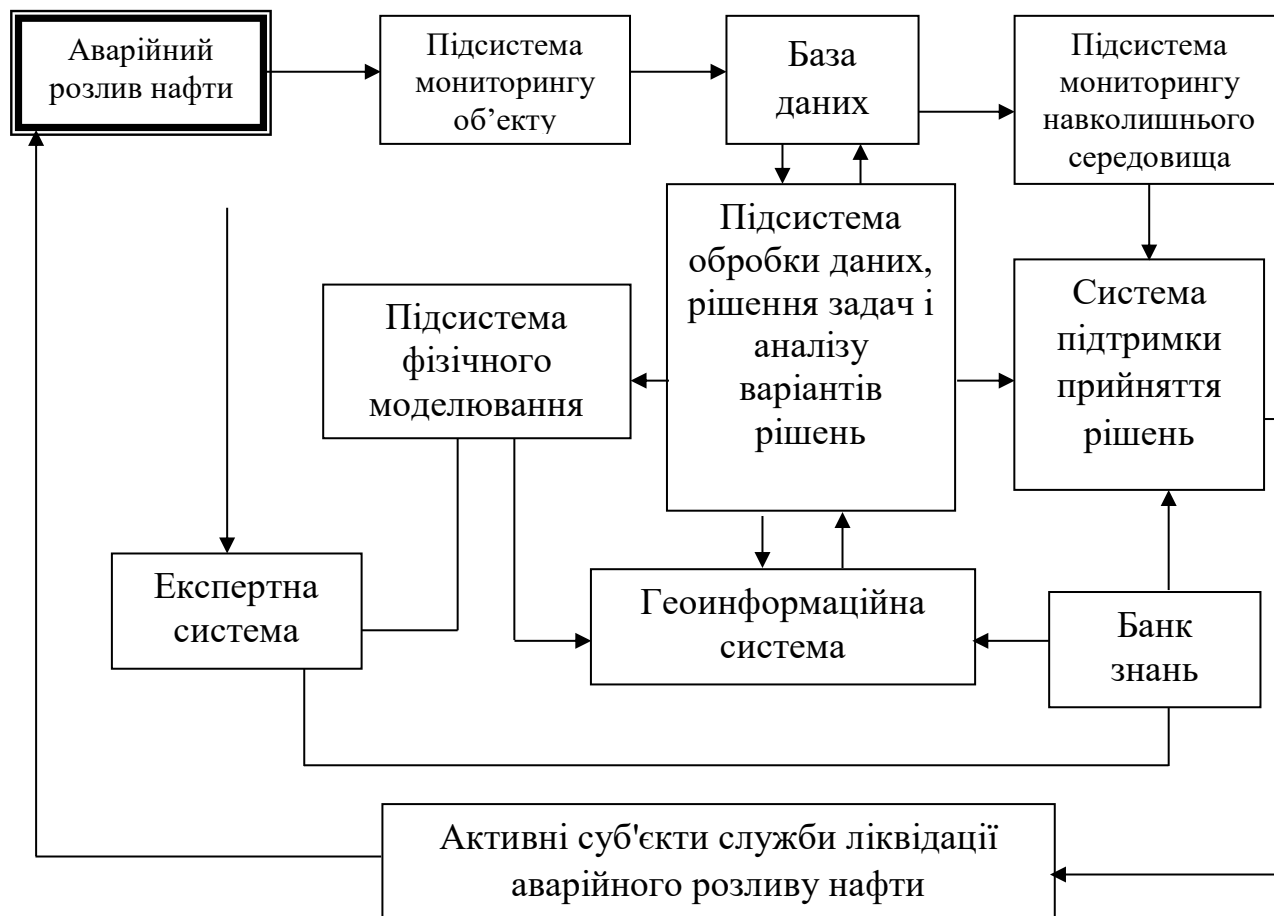 Аварійний
розлив нафти
Підсистема
мониторингу
об’екту
База
даних
Підсистема
мониторингу
навколишнього
середовища
Підсистема
обробки даних,
рішення задач і
аналізу
варіантів
рішень
Підсистема
фізичного
моделювання
Система
підтримки
прийняття
рішень
Експертна
система
Геоинформаційна
система
Банк
знань
Активні суб'єкти служби ліквідації
аварійного розливу нафти